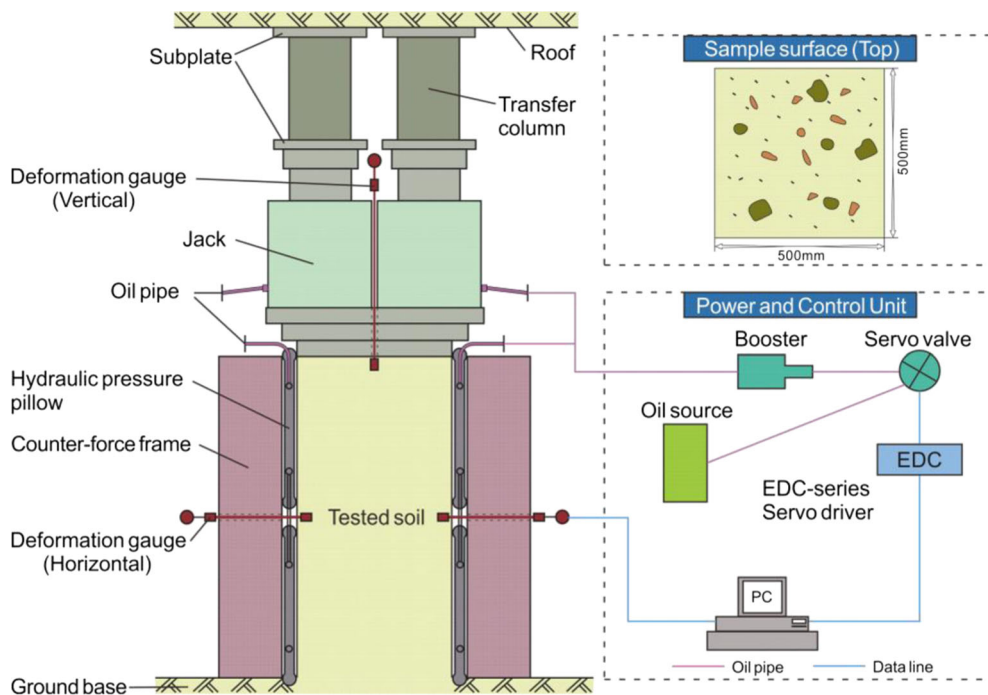 Subplate
Roof
Transfer
column
Deformation gauge
(Vertical)
Jack
Oil pipe
Hydraulic pressure
pillow
Counter-force frame
Tested soil
Deformation gauge
(Horizontal)
Ground base
Sample surface (Top)
500mm
500mm
Power and Control Unit
Booster
Servo valve
Oil source
EDC
EDC-series
Servo driver
PC
Oil pipe
Data line